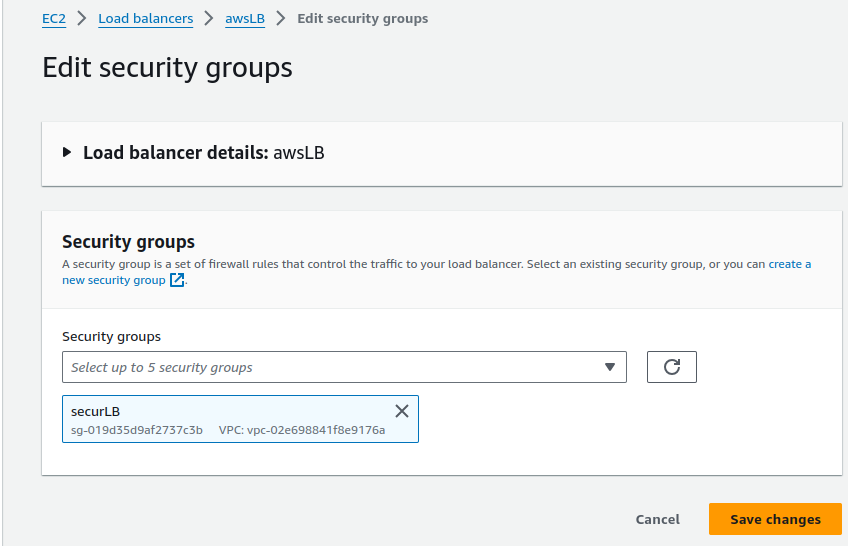 EC2 > Load balancers > awsLB > Edit security groups
Edit security groups
Load balancer details: awsLB
Security groups
A security group is a set of firewall rules that control the traffic to your load balancer. Select an existing security group, or you can create a
new security group.
Security groups
Select up to 5 security groups
securLB
sg-019d35d9af2737c3b VPC: vpc-02e698841f8e9176a
Cancel Save changes